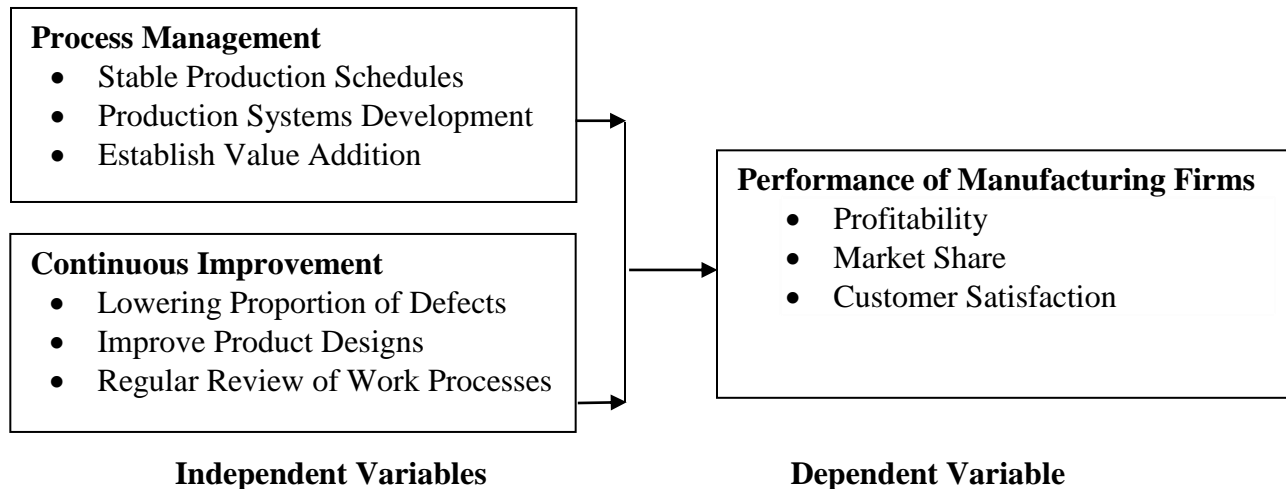 Process Management
• Stable Production Schedules
• Production Systems Development
• Establish Value Addition
Continuous Improvement
• Lowering Proportion of Defects
• Improve Product Designs
• Regular Review of Work Processes
Performance of Manufacturing Firms
• Profitability
• Market Share
• Customer Satisfaction
Independent Variables
Dependent Variable